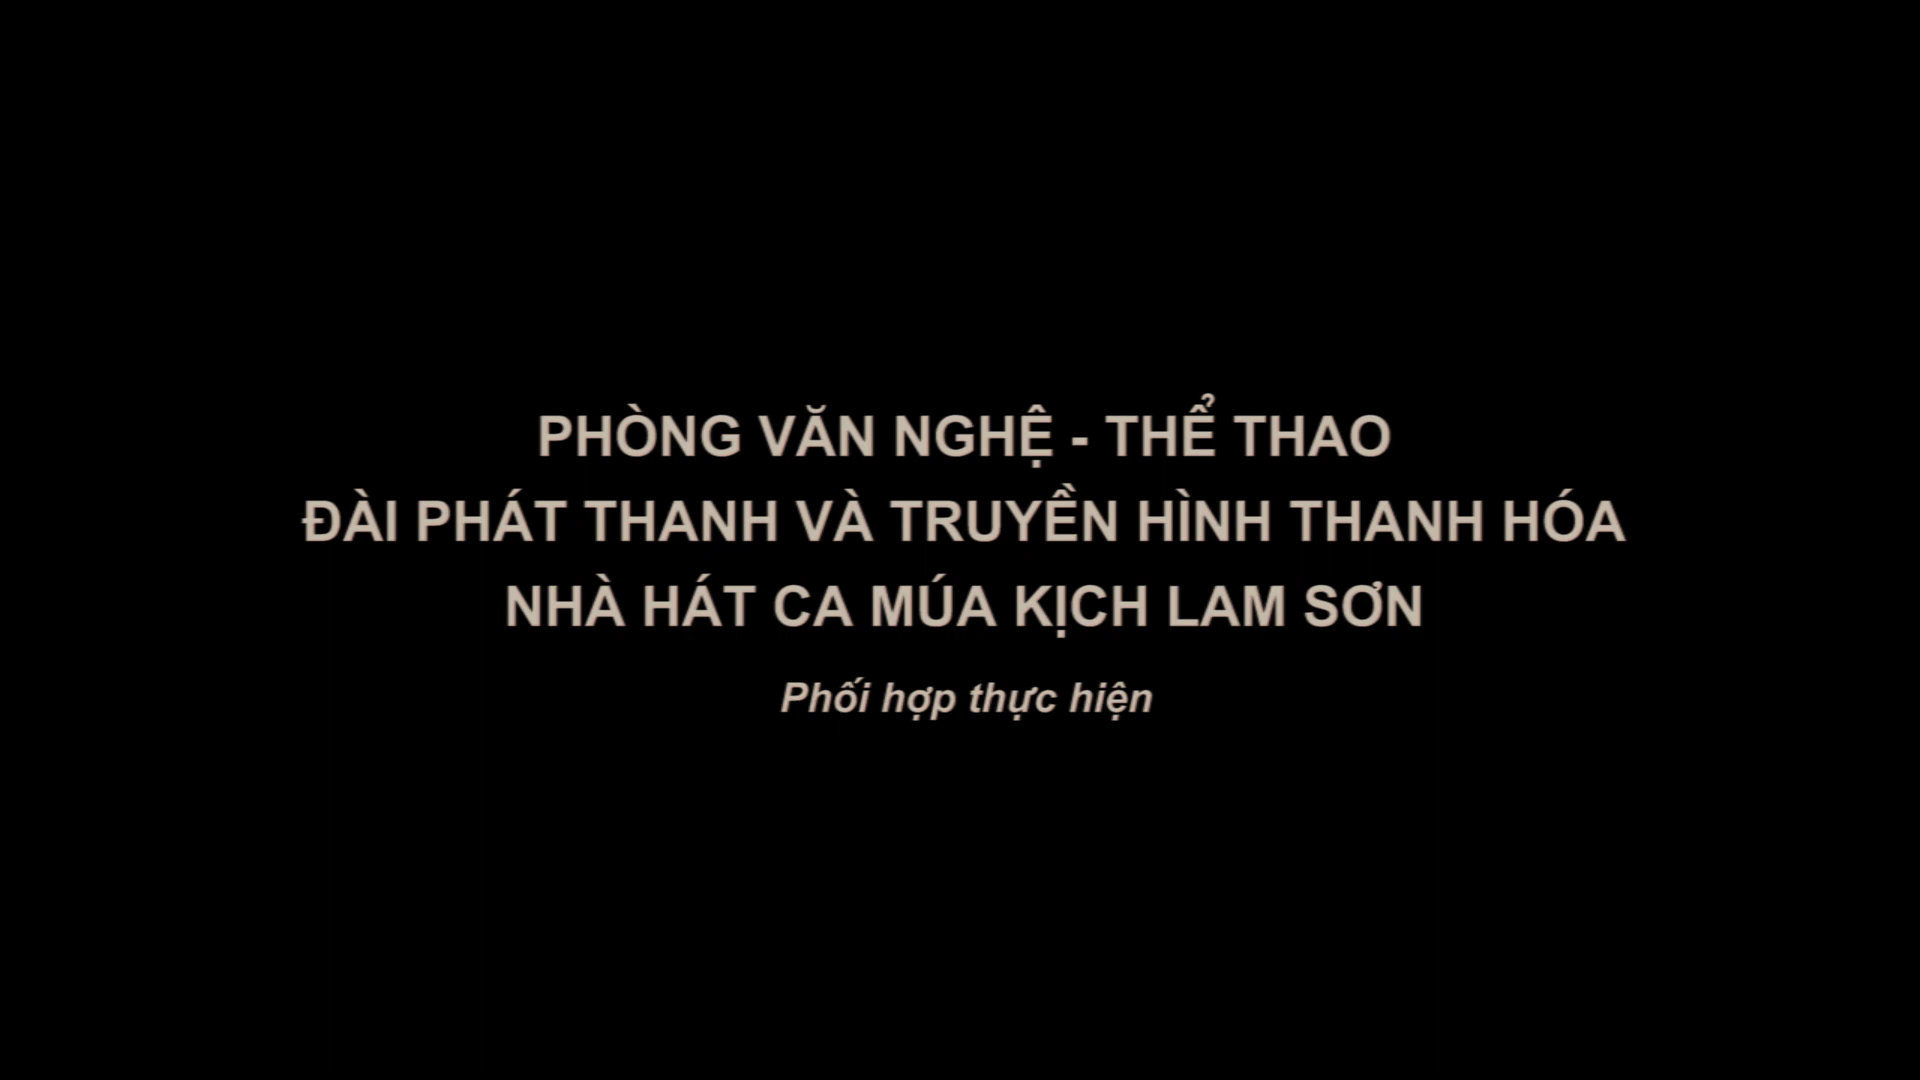 PHÒNG VĂN NGHỆ - THỂ THAO
ĐÀI PHÁT THANH VÀ TRUYỀN HÌNH THANH HÓA
NHÀ HÁT CA MÚA KỊCH LAM SƠN
Phối hợp thực hiện